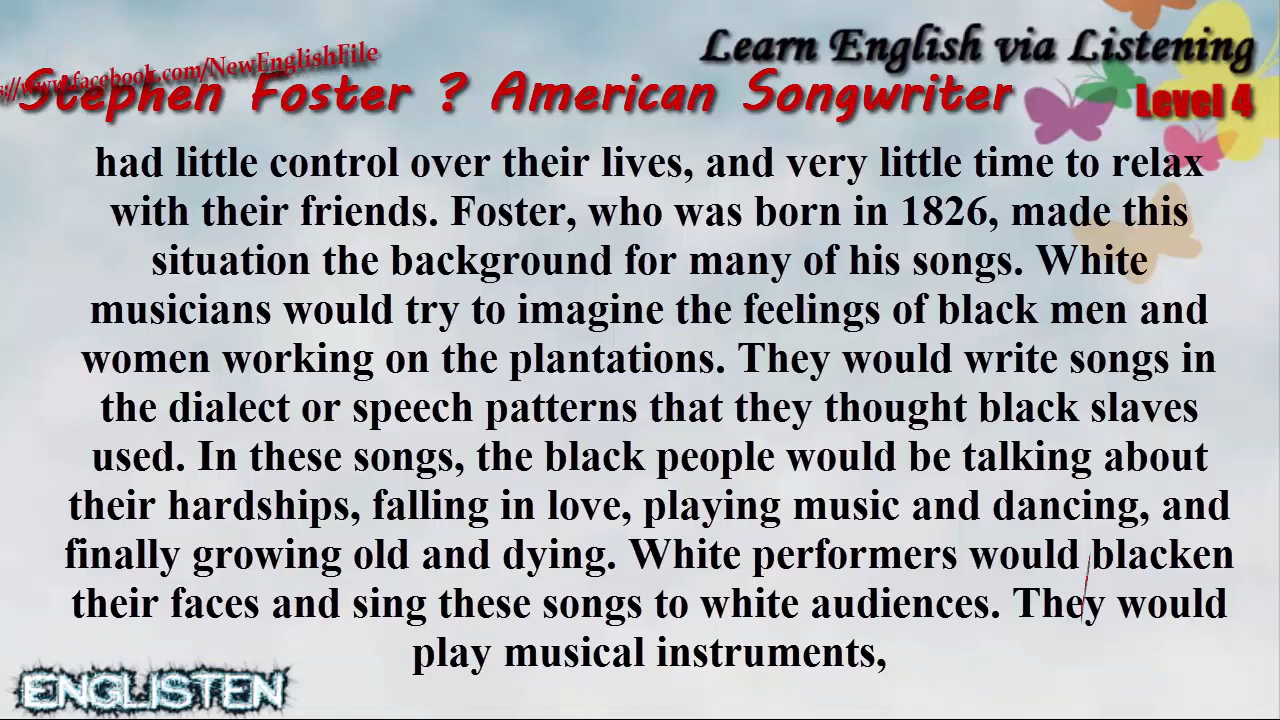 Learn English via Listening
s://www.facebook.com/NewEnglishFile
Stephen Foster ? American Songwriter
Level 4
had little control over their lives, and very little time to relax
with their friends. Foster, who was born in 1826, made this
situation the background for many of his songs. White
musicians would try to imagine the feelings of black men and
women working on the plantations. They would write songs in
the dialect or speech patterns that they thought black slaves
used. In these songs, the black people would be talking about
their hardships, falling in love, playing music and dancing, and
finally growing old and dying. White performers would blacken
their faces and sing these songs to white audiences. They would
play musical instruments,
ENGLISTEN